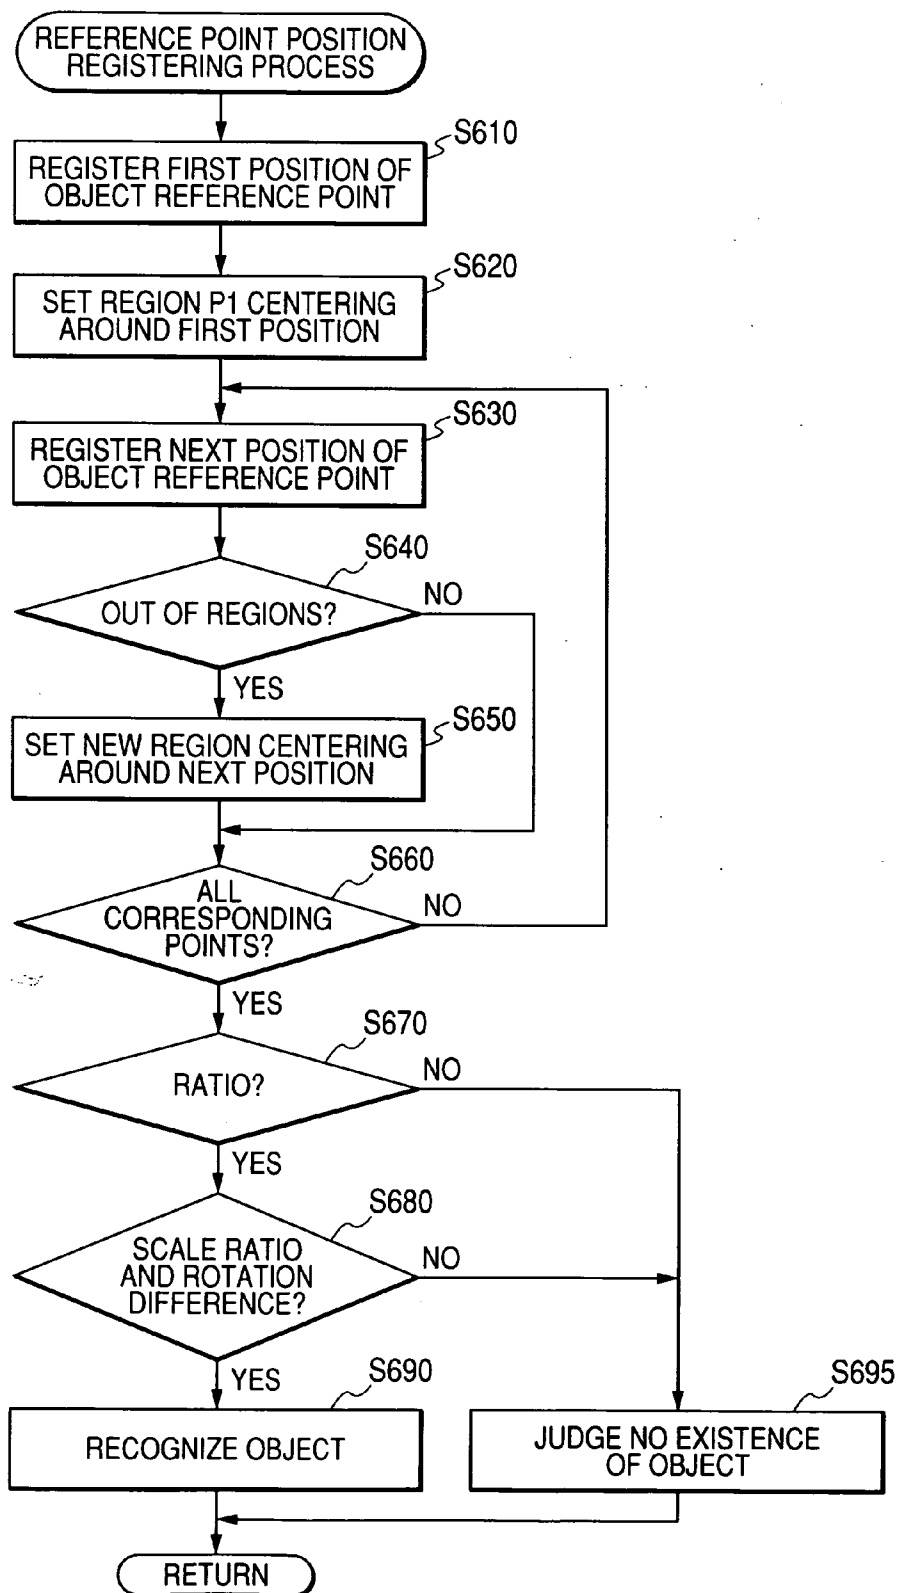 REFERENCE POINT POSITION
REGISTERING PROCESS
S610
REGISTER FIRST POSITION OF
OBJECT REFERENCE POINT
S620
SET REGION P1 CENTERING
AROUND FIRST POSITION
S630
REGISTER NEXT POSITION OF
OBJECT REFERENCE POINT
S640
OUT OF REGIONS?
NO
YES
S650
SET NEW REGION CENTERING
AROUND NEXT POSITION
S660
ALL
CORRESPONDING
POINTS?
NO
YES
S670
RATIO?
NO
YES
S680
SCALE RATIO
AND ROTATION
DIFFERENCE?
NO
YES
S690
RECOGNIZE OBJECT
S695
JUDGE NO EXISTENCE
OF OBJECT
RETURN